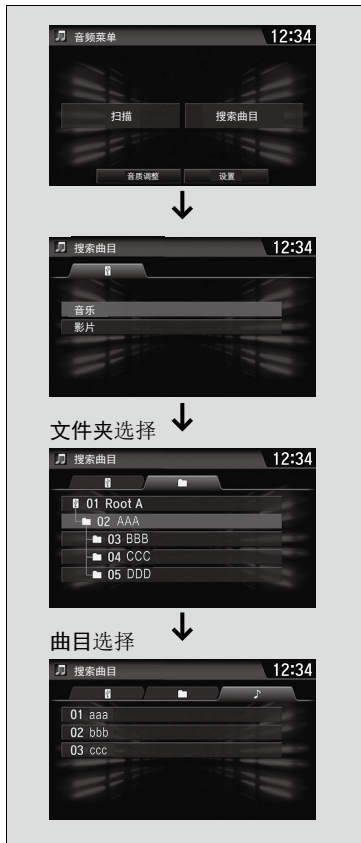 音频菜单 12:34
扫描 搜索曲目
音质调整 设置
搜索曲目 12:34
音乐
影片
文件夹选择
搜索曲目 12:34
01 Root A
02 AAA
03 BBB
04 CCC
05 DDD
曲目选择
搜索曲目 12:34
01 aaa
02 bbb
03 ccc